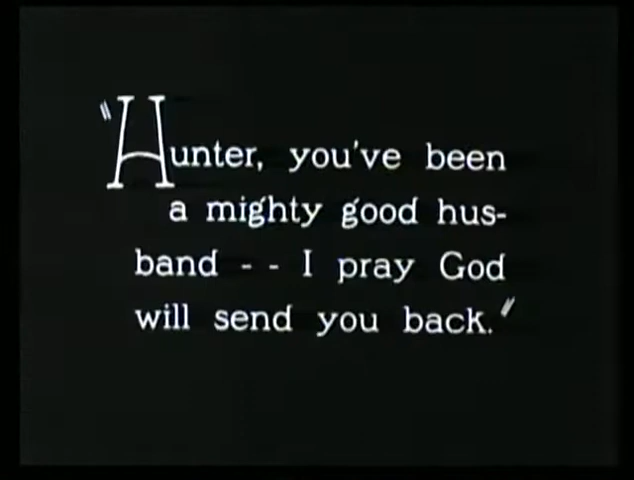 "Hunter, you've been
a mighty good hus-
band - - I pray God
will send you back."